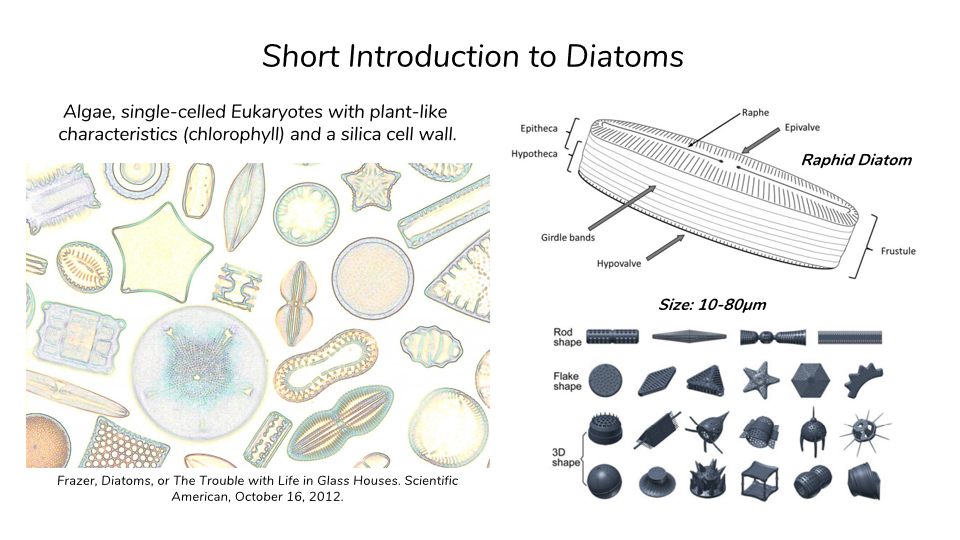 Short Introduction to Diatoms
Algae, single-celled Eukaryotes with plant-like
characteristics (chlorophyll) and a silica cell wall.
Frazer, Diatoms, or The Trouble with Life in Glass Houses. Scientific
American, October 16, 2012.
Raphe
Epitheca
Epivalve
Hypotheca
Raphid Diatom
Girdle bands
Frustule
Hypovalve
Size: 10-80μm
Rod
shape
Flake
shape
3D
shape